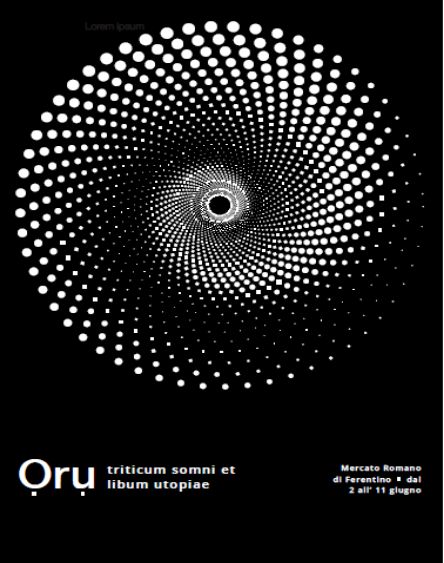 Lorem Ipsum
Ọrụ
triticum somni et
libum utopiae
Mercato Romano
di Ferentino ▪ dal
2 all' 11 giugno